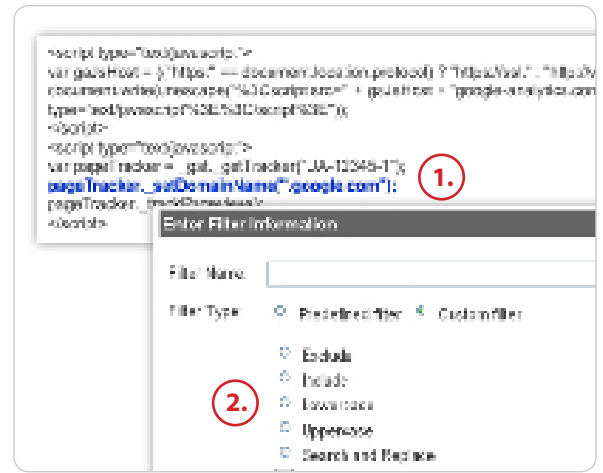 <script type="text/javascript">
var gaJsHost = (("https:" == document.location.protocol) ? "https://ssl." : "http://w
document.write(unescape("%3Cscript src='" + gaJsHost + "google-analytics.com
type='text/javascript'%3E%3C/script%3E"));
</script>
<script type="text/javascript">
var pageTracker = _gat._getTracker("UA-12345-1");
pageTracker._setDomainName(".google.com");
pageTracker._trackPageview();
</script>
1.
Enter Filter Information
Filter Name:
Filter Type: Predefined filter Custom filter
Exclude
Include
Lowercase
2.
Uppercase
Search and Replace